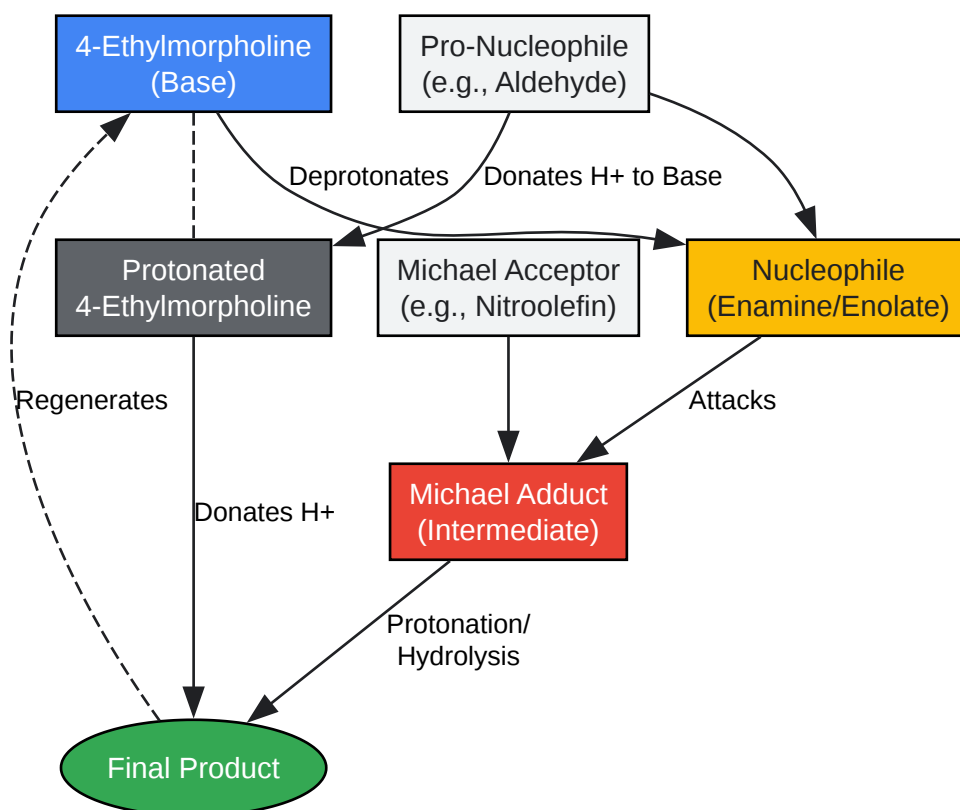 4-Ethylmorpholine
(Base)
Pro-Nucleophile
(e.g., Aldehyde)
Deprotonates
Donates H+ to Base
Protonated
4-Ethylmorpholine
Michael Acceptor
(e.g., Nitroolefin)
Nucleophile
(Enamine/Enolate)
Regenerates
Attacks
Michael Adduct
(Intermediate)
Donates H+
Protonation/
Hydrolysis
Final Product